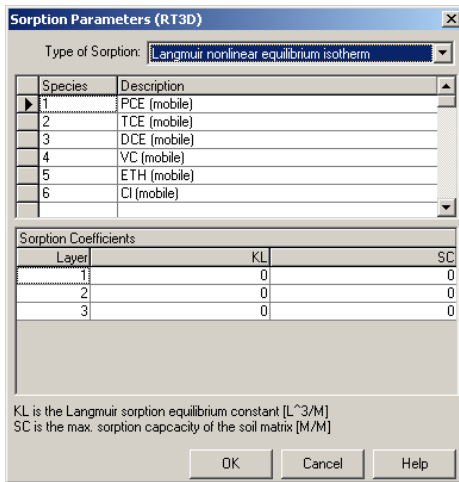 Sorption Parameters (RT3D)
Type of Sorption: Langmuir nonlinear equilibrium isotherm
Species Description
1 PCE (mobile)
2 TCE (mobile)
3 DCE (mobile)
4 VC (mobile)
5 ETH (mobile)
6 Cl (mobile)
Sorption Coefficients
Layer KL SC
1 0 0
2 0 0
3 0 0
KL is the Langmuir sorption equilibrium constant [L^3/M]
SC is the max. sorption capcacity of the soil matrix [M/M]
OK Cancel Help